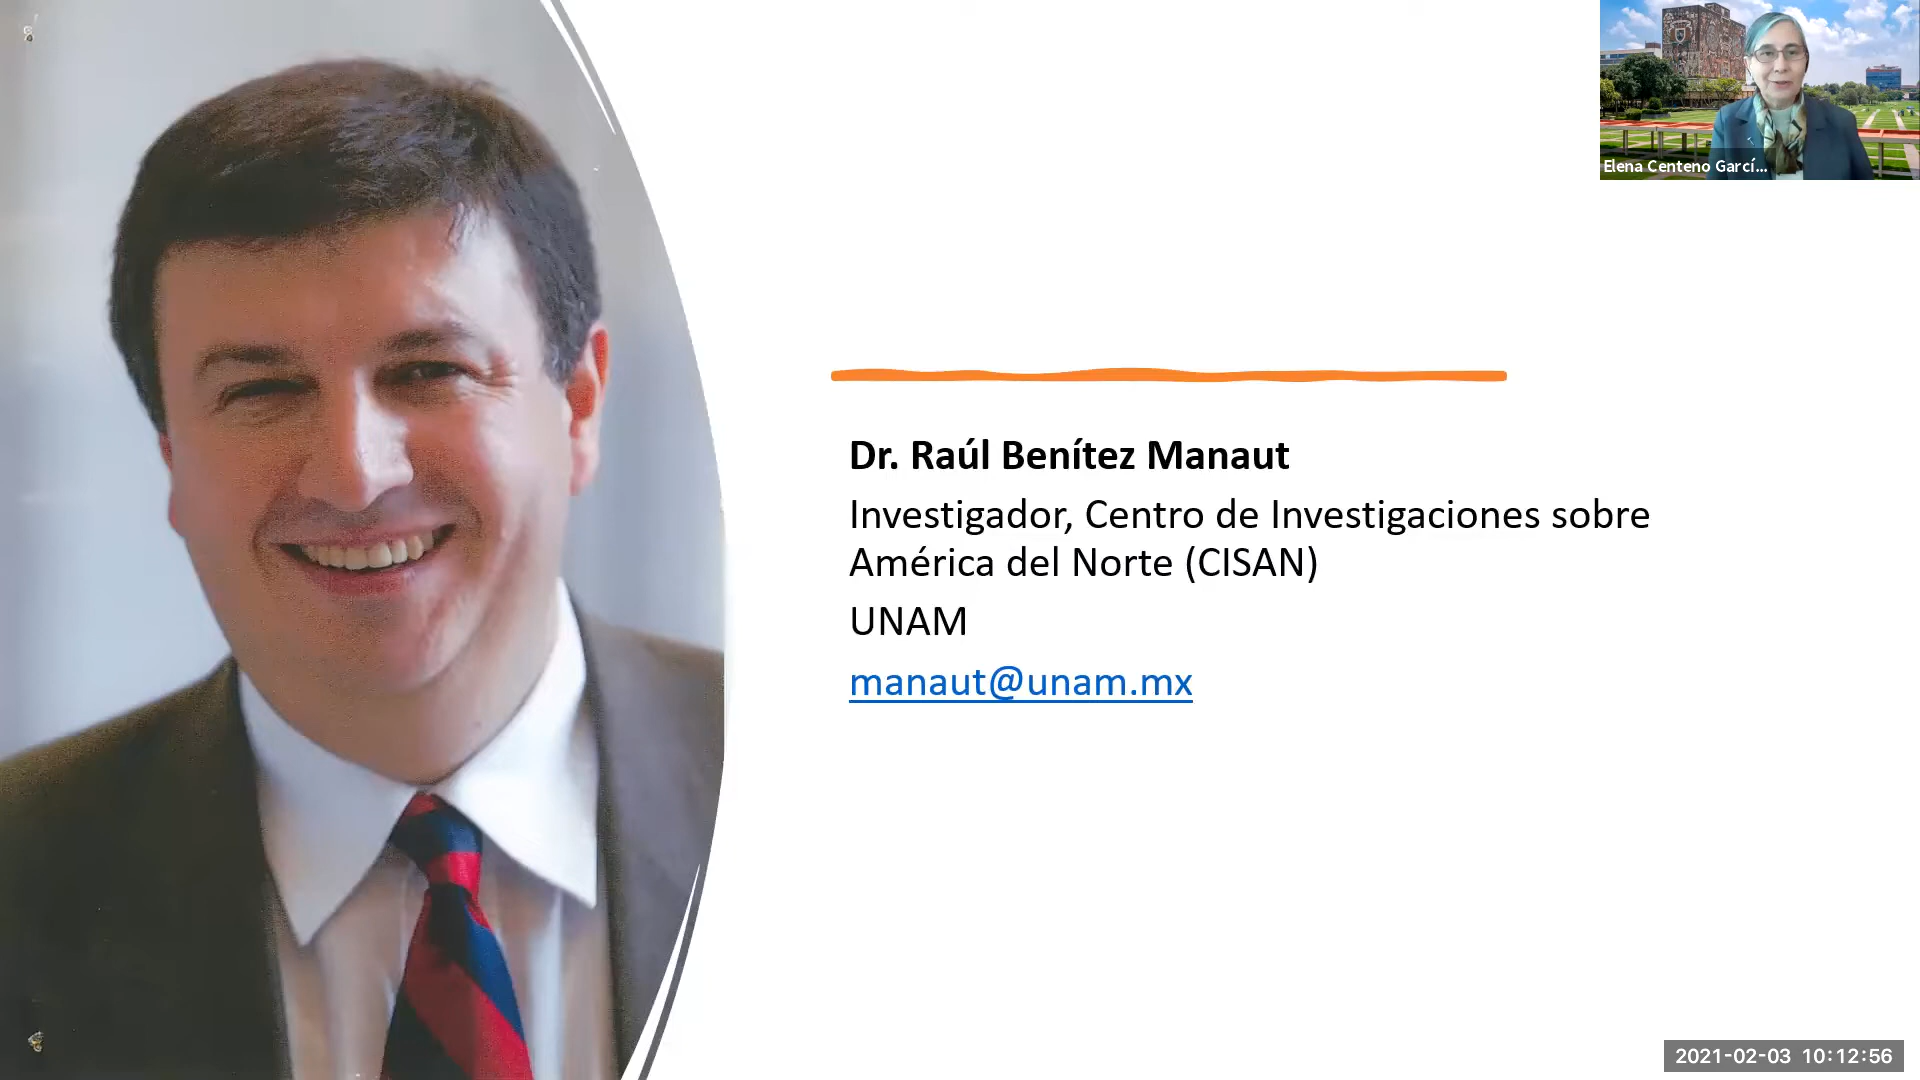 Elena Centeno Garcí...
Dr. Raúl Benítez Manaut
Investigador, Centro de Investigaciones sobre
América del Norte (CISAN)
UNAM
manaut@unam.mx
2021-02-03 10:12:56